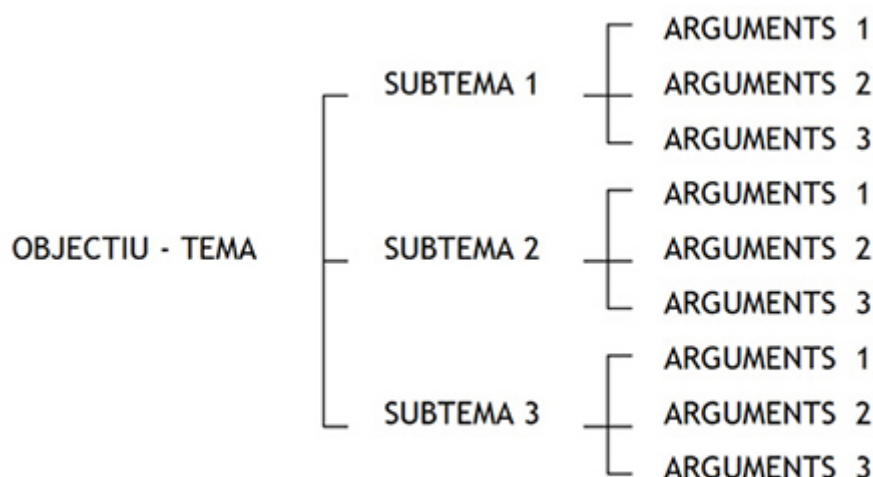 ARGUMENTS 1
SUBTEMA 1
ARGUMENTS 2
ARGUMENTS 3
ARGUMENTS 1
OBJECTIU - TEMA
SUBTEMA 2
ARGUMENTS 2
ARGUMENTS 3
ARGUMENTS 1
SUBTEMA 3
ARGUMENTS 2
ARGUMENTS 3